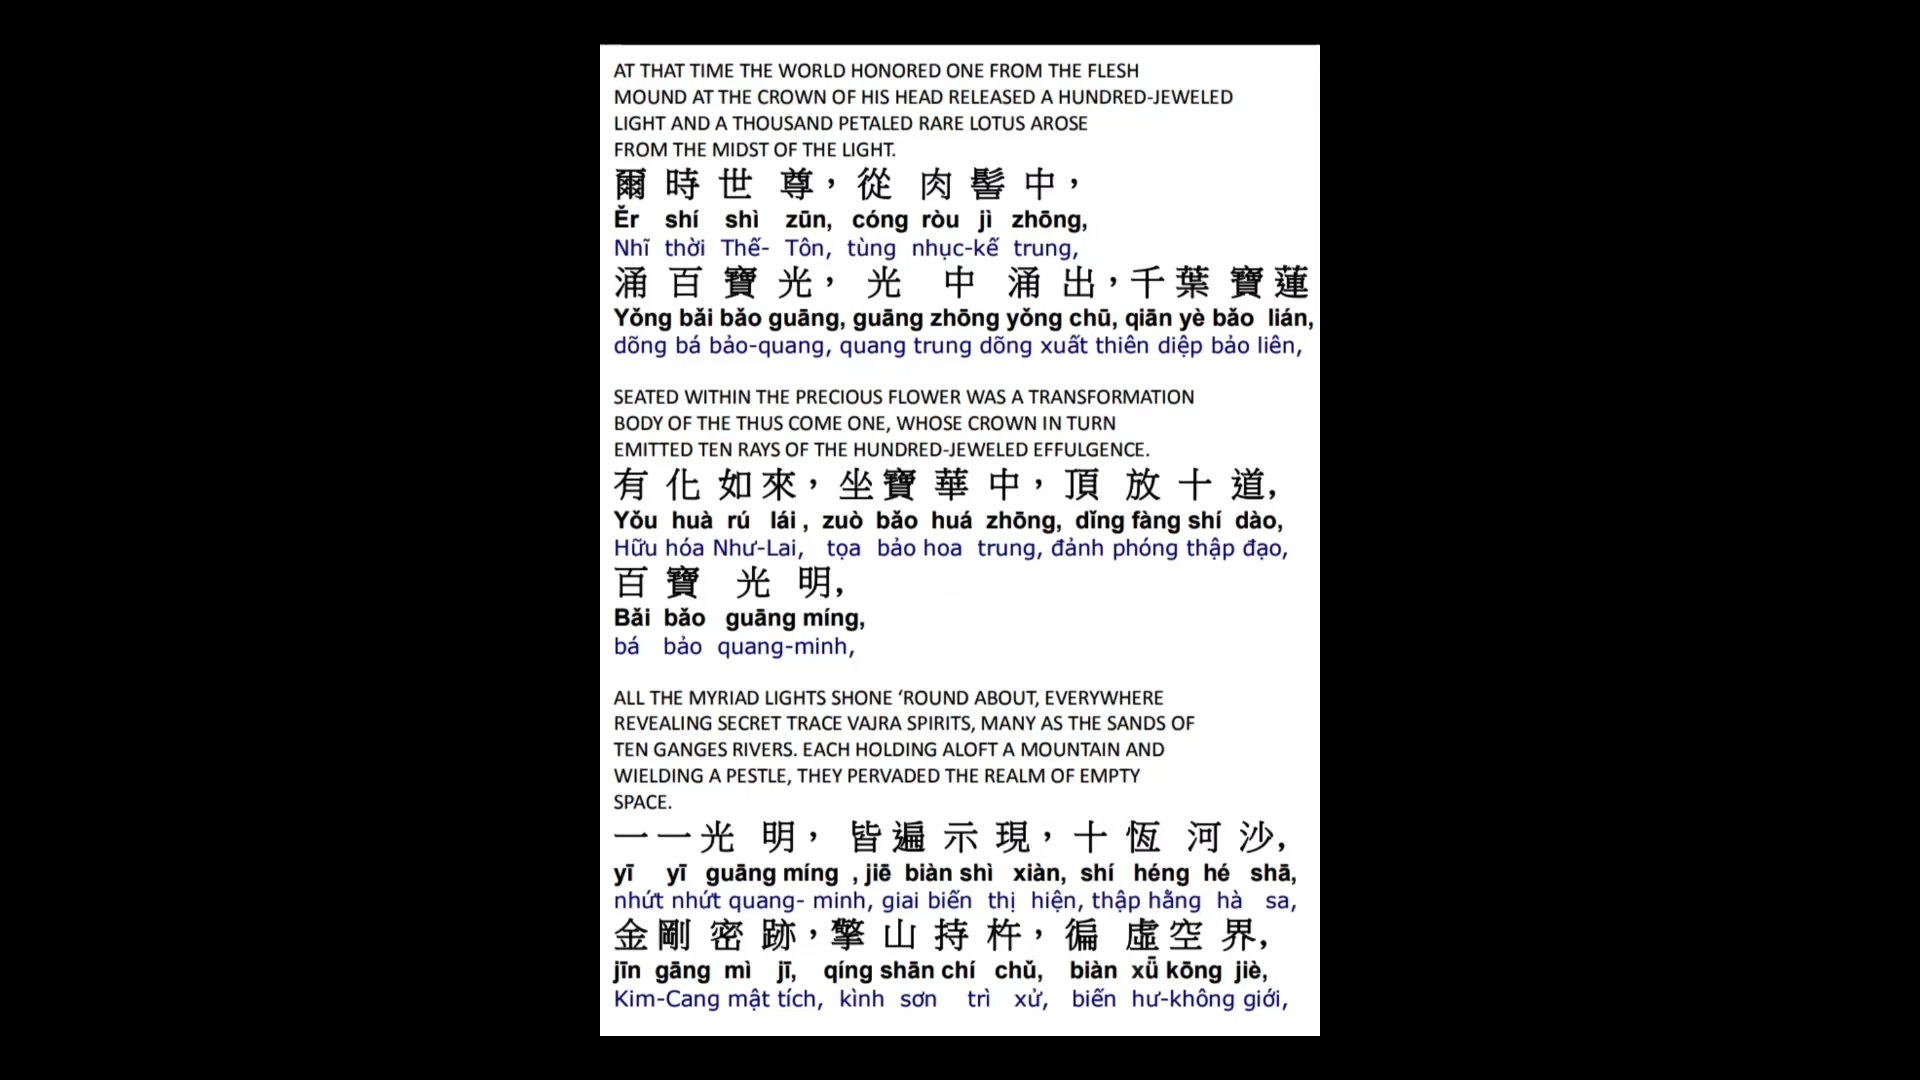 AT THAT TIME THE WORLD HONORED ONE FROM THE FLESH
MOUND AT THE CROWN OF HIS HEAD RELEASED A HUNDRED-JEWELED
LIGHT AND A THOUSAND PETALED RARE LOTUS AROSE
FROM THE MIDST OF THE LIGHT.
爾時世尊，從肉髻中，
Ěr shí shì zūn, cóng ròu jì zhōng,
Nhĩ thời Thế- Tôn, tùng nhục-kế trung,
涌百寶光，光中涌出，千葉寶蓮
Yǒng bǎi bǎo guāng, guāng zhōng yǒng chū, qiān yè bǎo lián,
dõng bá bảo-quang, quang trung dõng xuất thiên diệp bảo liên,
SEATED WITHIN THE PRECIOUS FLOWER WAS A TRANSFORMATION
BODY OF THE THUS COME ONE, WHOSE CROWN IN TURN
EMITTED TEN RAYS OF THE HUNDRED-JEWELED EFFULGENCE.
有化如來，坐寶華中，頂放十道,
Yǒu huà rú lái , zuò bǎo huá zhōng, dǐng fàng shí dào,
Hữu hóa Như-Lai, tọa bảo hoa trung, đảnh phóng thập đạo,
百寶光明,
Bǎi bǎo guāng míng,
bá bảo quang-minh,
ALL THE MYRIAD LIGHTS SHONE ‘ROUND ABOUT, EVERYWHERE
REVEALING SECRET TRACE VAJRA SPIRITS, MANY AS THE SANDS OF
TEN GANGES RIVERS. EACH HOLDING ALOFT A MOUNTAIN AND
WIELDING A PESTLE, THEY PERVADED THE REALM OF EMPTY
SPACE.
一一光明，皆遍示現，十恆河沙,
yī yī guāng míng , jiē biàn shì xiàn, shí héng hé shā,
nhứt nhứt quang- minh, giai biến thị hiện, thập hằng hà sa,
金剛密跡，擎山持杵，徧虛空界,
jīn gāng mì jī, qíng shān chí chǔ, biàn xǖ kōng jiè,
Kim-Cang mật tích, kình sơn trì xử, biến hư-không giới,